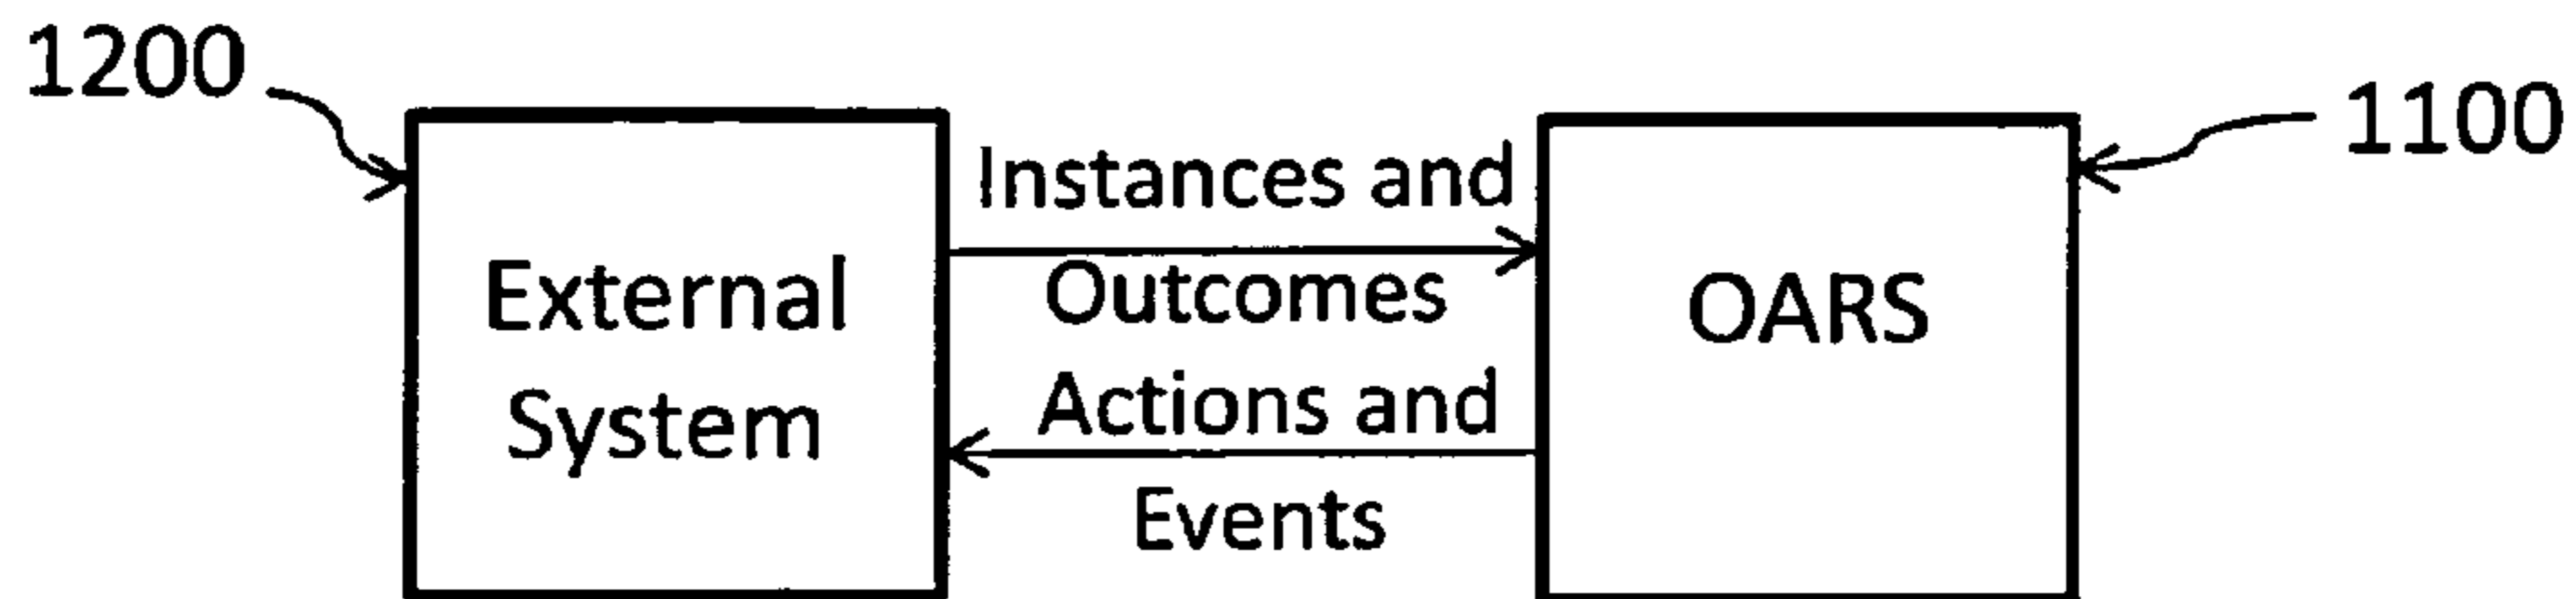 1200
1100
Instances and
External
Outcomes
OARS
System
Actions and
Events